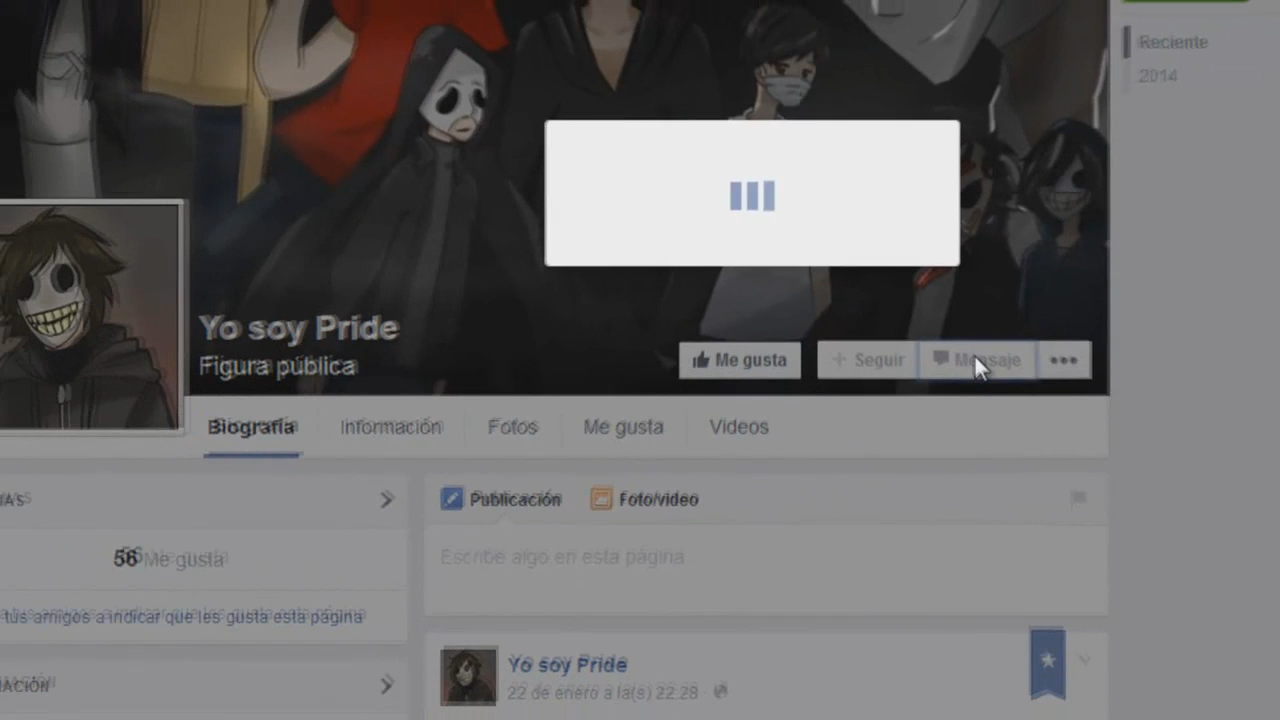 Reciente
2014
Yo soy Pride
Figura pública
Me gusta
Seguir
Mensaje
Biografía
Información
Fotos
Me gusta
Videos
Publicación
Foto/video
56 Me gusta
Escribe algo en esta página
tus amigos a indicar que les gusta esta página
Yo soy Pride
22 de enero a la(s) 22:28